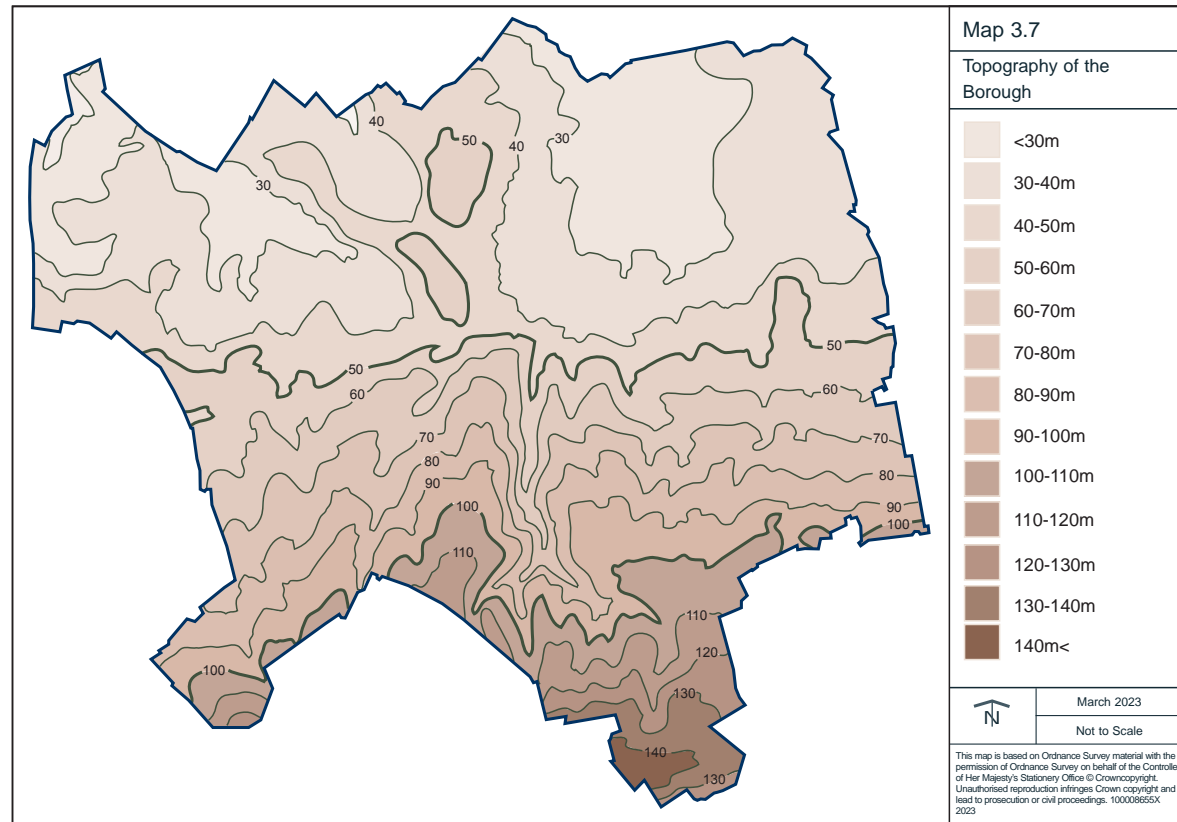 Map 3.7
Topography of the
Borough
<30m
30-40m
40-50m
50-60m
60-70m
70-80m
80-90m
90-100m
100-110m
110-120m
120-130m
130-140m
140m<
N
March 2023
Not to Scale
This map is based on Ordnance Survey material with the
permission of Ordnance Survey on behalf of the Controlle
of Her Majesty's Stationery Office © Crowncopyright.
Unauthorised reproduction infringes Crown copyright and
lead to prosecution or civil proceedings. 100008655X
2023
40
50
40
30
30
50
50
60
60
70
70
80
80
90
90
100
100
110
100
110
120
130
140
130